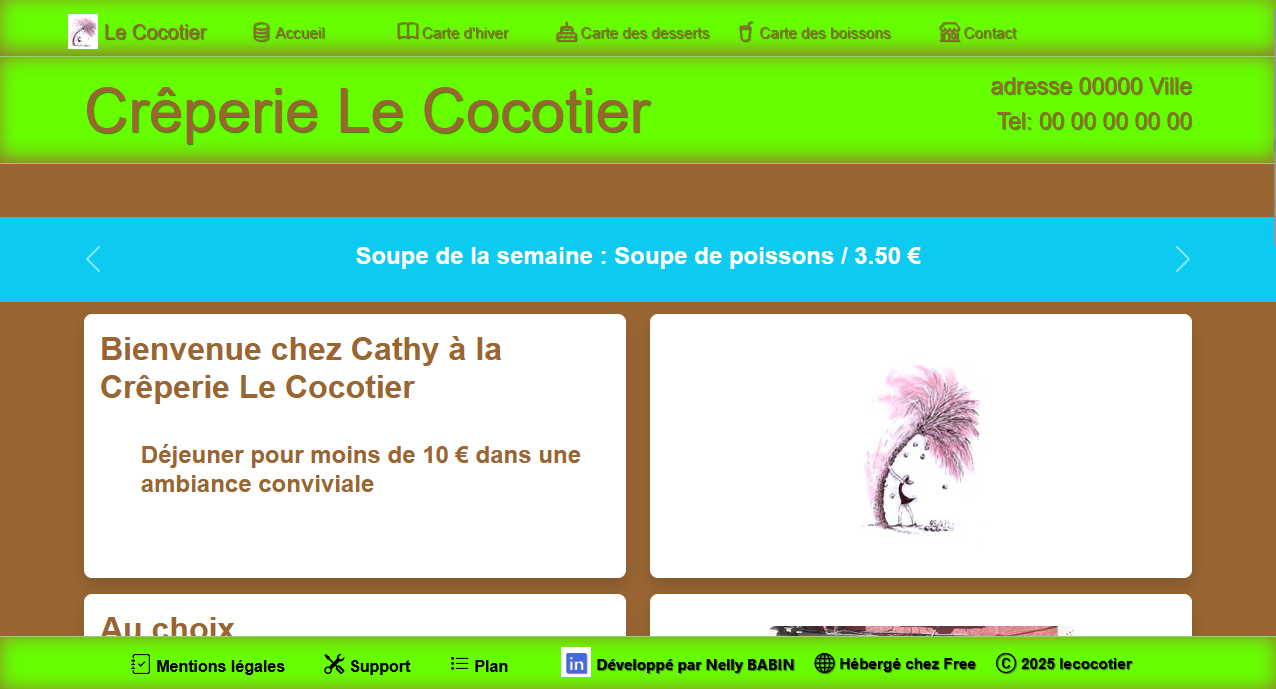 Le Cocotier Accueil Carte d'hiver Carte des desserts Carte des boissons Contact
Crêperie Le Cocotier
adresse 00000 Ville
Tel: 00 00 00 00 00
Soupe de la semaine : Soupe de poissons / 3.50 €
Bienvenue chez Cathy à la
Crêperie Le Cocotier
Déjeuner pour moins de 10 € dans une
ambiance conviviale
Au choix
Mentions légales Support Plan in Développé par Nelly BABIN Hébergé chez Free © 2025 lecocotier